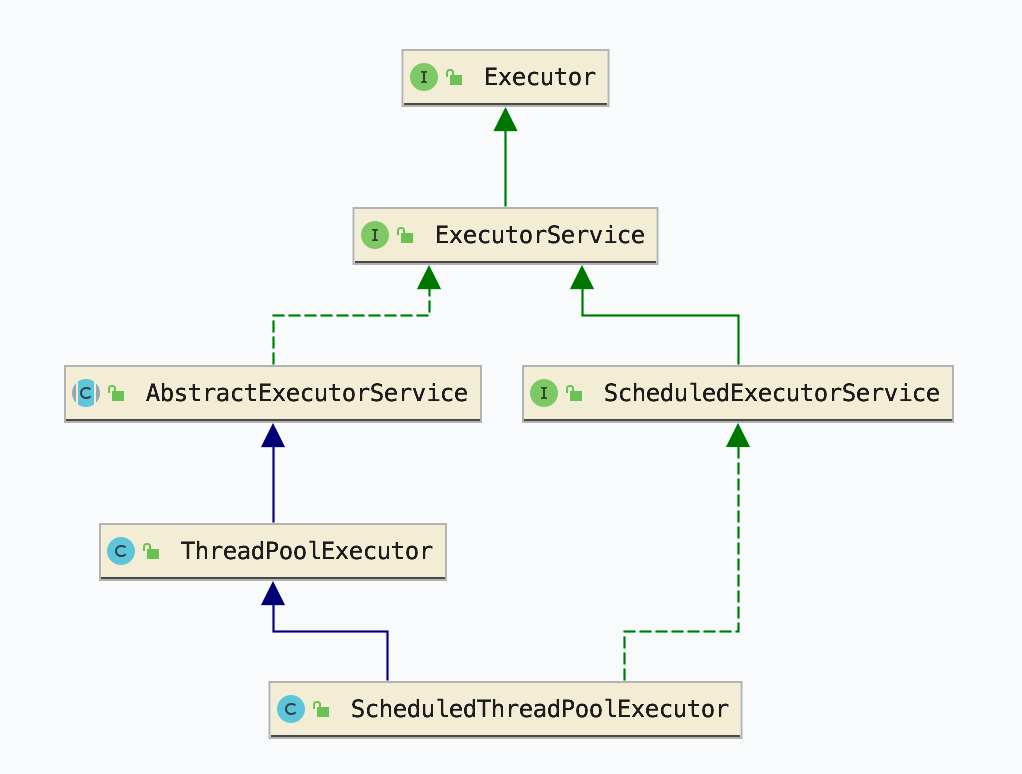 I Executor
I ExecutorService
C AbstractExecutorService
I ScheduledExecutorService
C ThreadPoolExecutor
C ScheduledThreadPoolExecutor